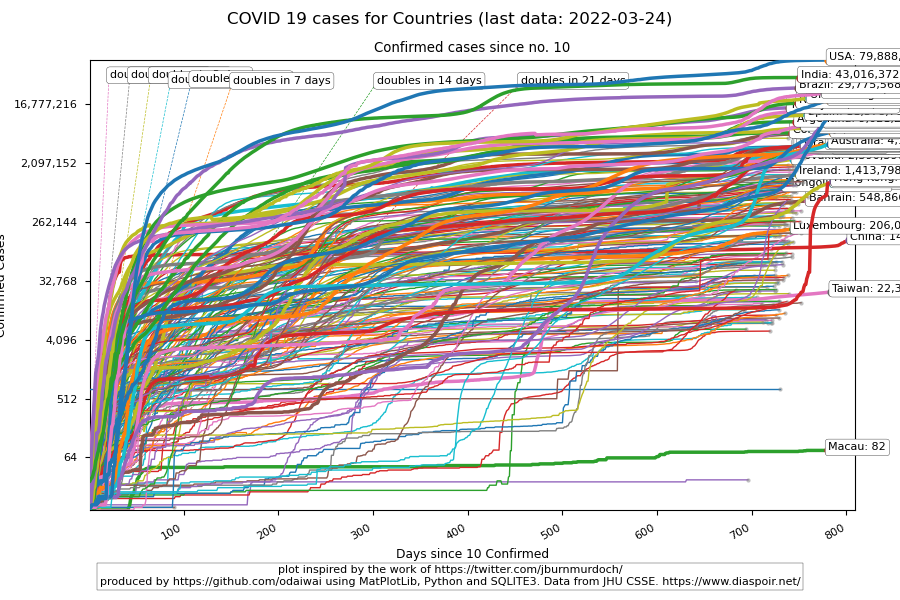 COVID 19 cases for Countries (last data: 2022-03-24)
Confirmed cases since no. 10
doubles in 7 days
doubles in 14 days
doubles in 21 days
USA: 79,888,
India: 43,016,372
Brazil: 29,775,568
Australia: 4,
Ireland: 1,413,798
Bahrain: 548,86
Luxembourg: 206,0
China: 14
Taiwan: 22,3
Macau: 82
16,777,216
2,097,152
262,144
32,768
4,096
512
64
Confirmed Cases
100
200
300
400
500
600
700
800
Days since 10 Confirmed
plot inspired by the work of https://twitter.com/jburnmurdoch/
produced by https://github.com/odaiwai using MatPlotLib, Python and SQLITE3. Data from JHU CSSE. https://www.diaspoir.net/